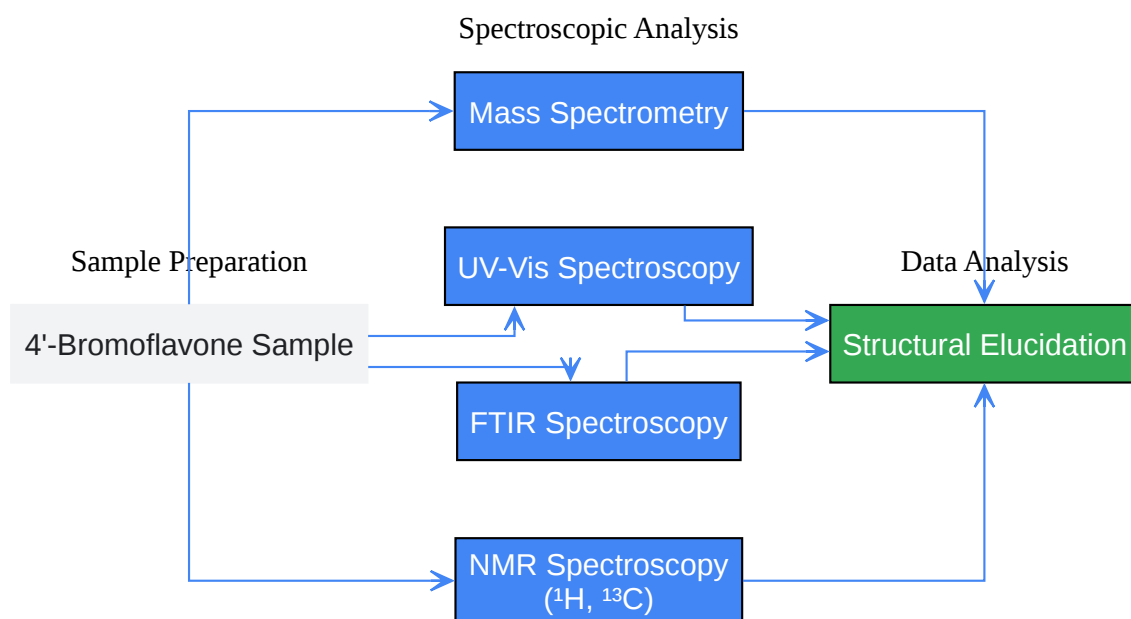 Spectroscopic Analysis
Mass Spectrometry
Sample Preparation
UV-Vis Spectroscopy
Data Analysis
4'-Bromoflavone Sample
Structural Elucidation
FTIR Spectroscopy
NMR Spectroscopy
(¹H, ¹³C)